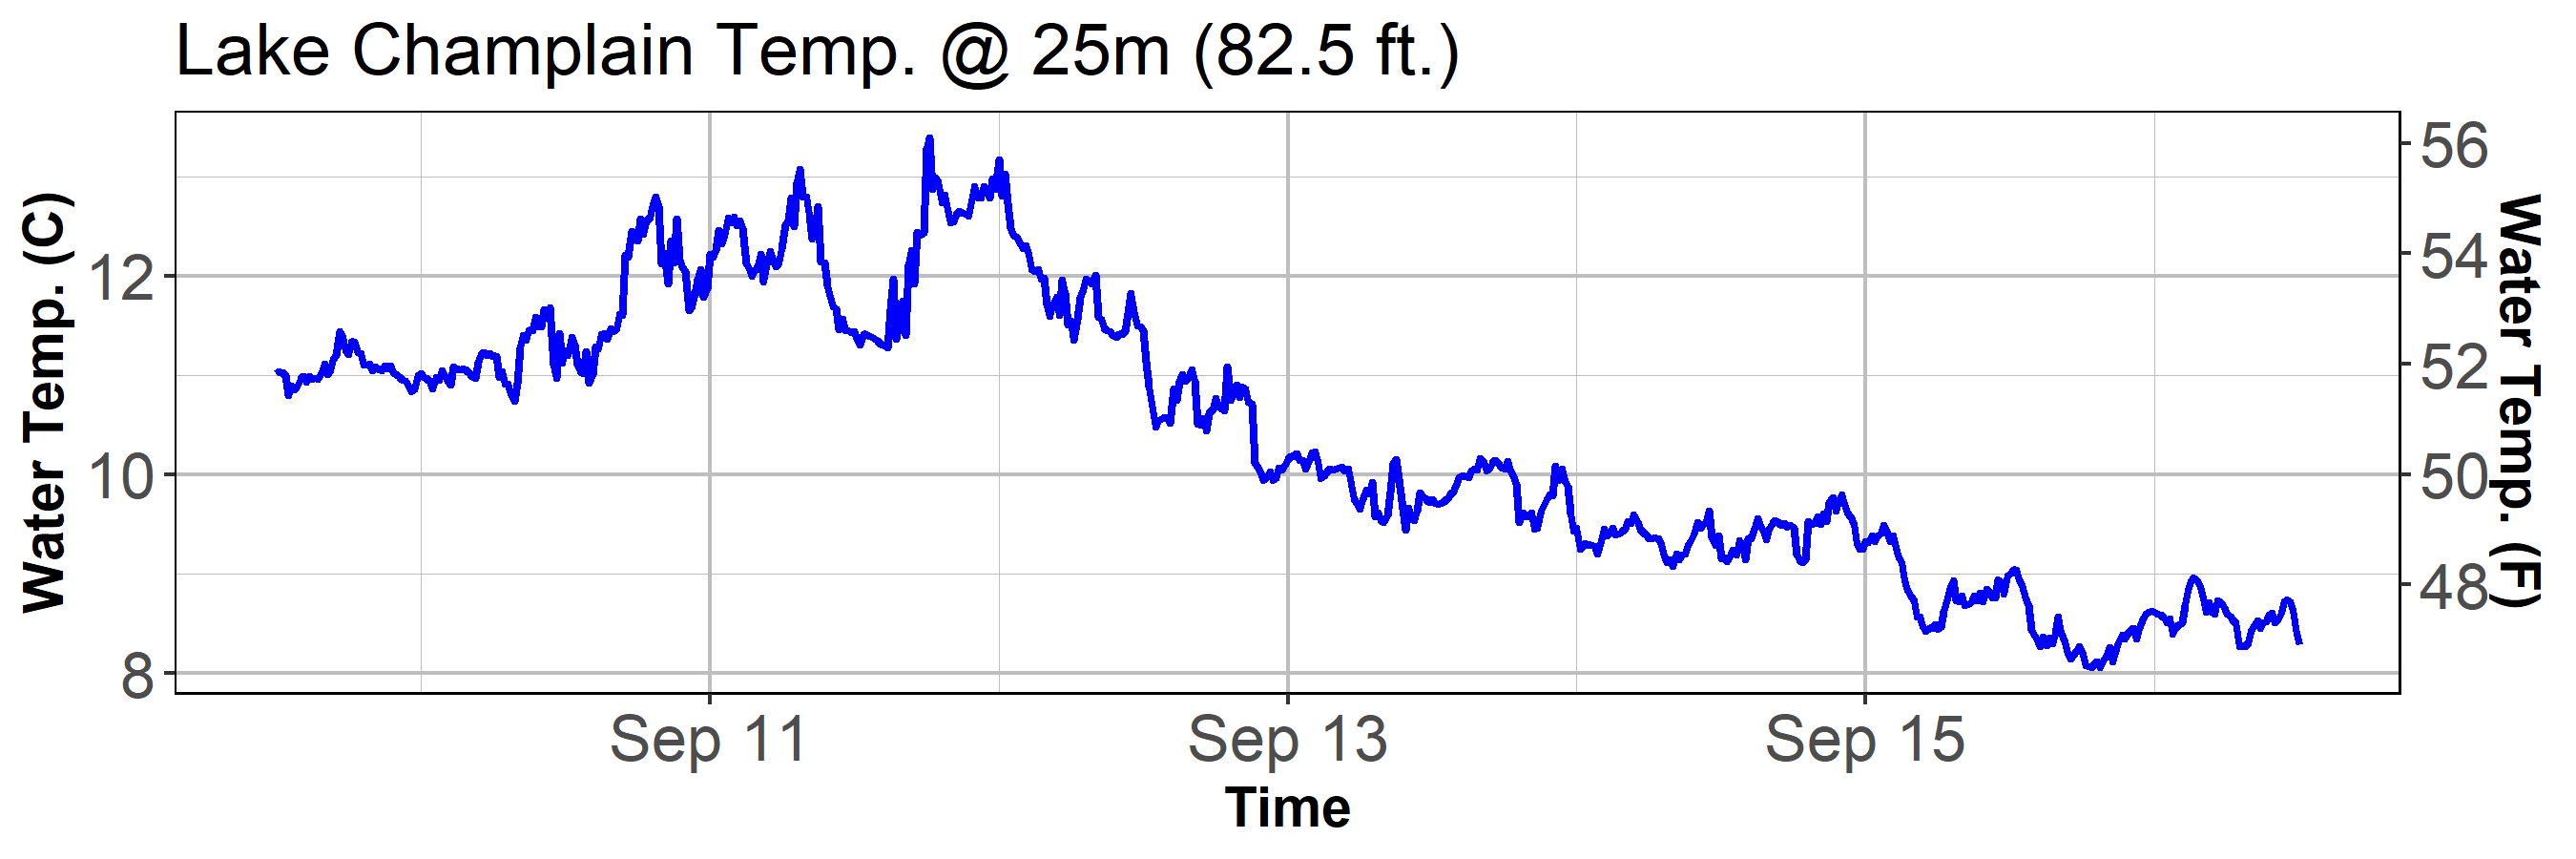 Lake Champlain Temp. @ 25m (82.5 ft.)
Water Temp. (C)
12
10
8
56
54
52
50
48
Water Temp. (F)
Sep 11
Sep 13
Sep 15
Time